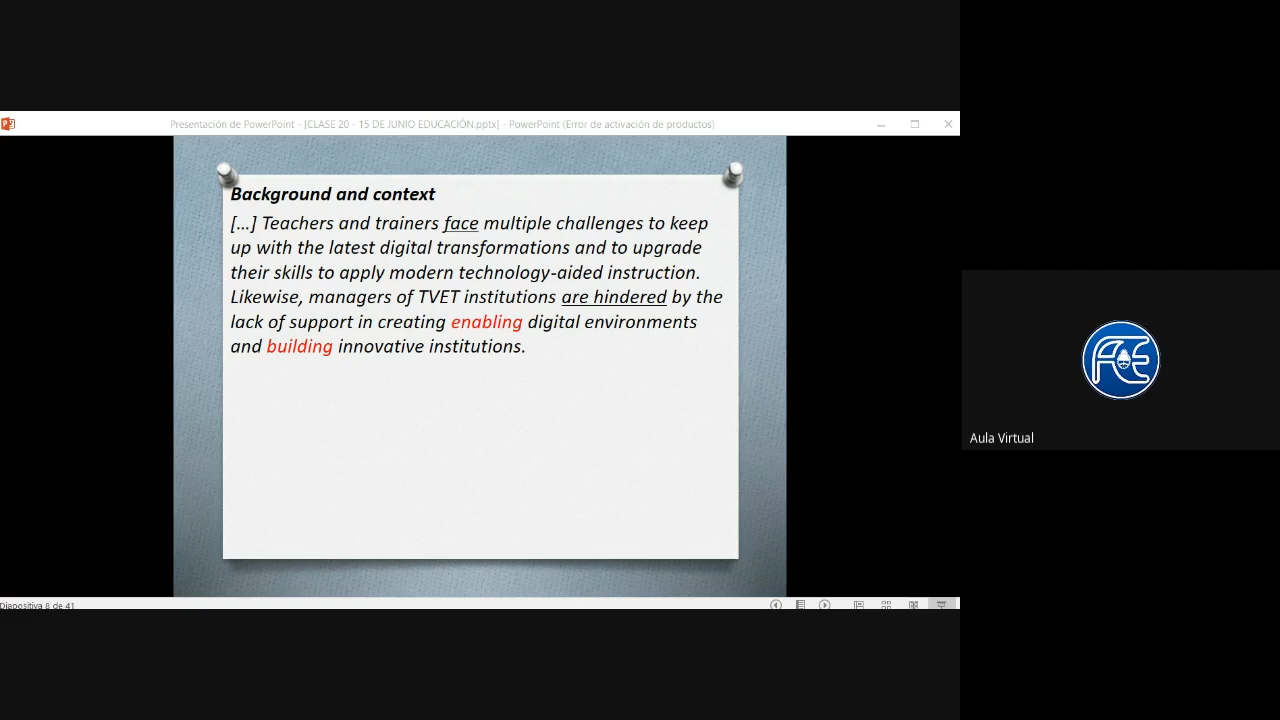 Presentación de PowerPoint - [CLASE 20 - 15 DE JUNIO EDUCACIÓN.pptx] - PowerPoint (Error de activación de productos)
Background and context
[...] Teachers and trainers face multiple challenges to keep
up with the latest digital transformations and to upgrade
their skills to apply modern technology-aided instruction.
Likewise, managers of TVET institutions are hindered by the
lack of support in creating enabling digital environments
and building innovative institutions.
Aula Virtual
Diapositiva 8 de 41